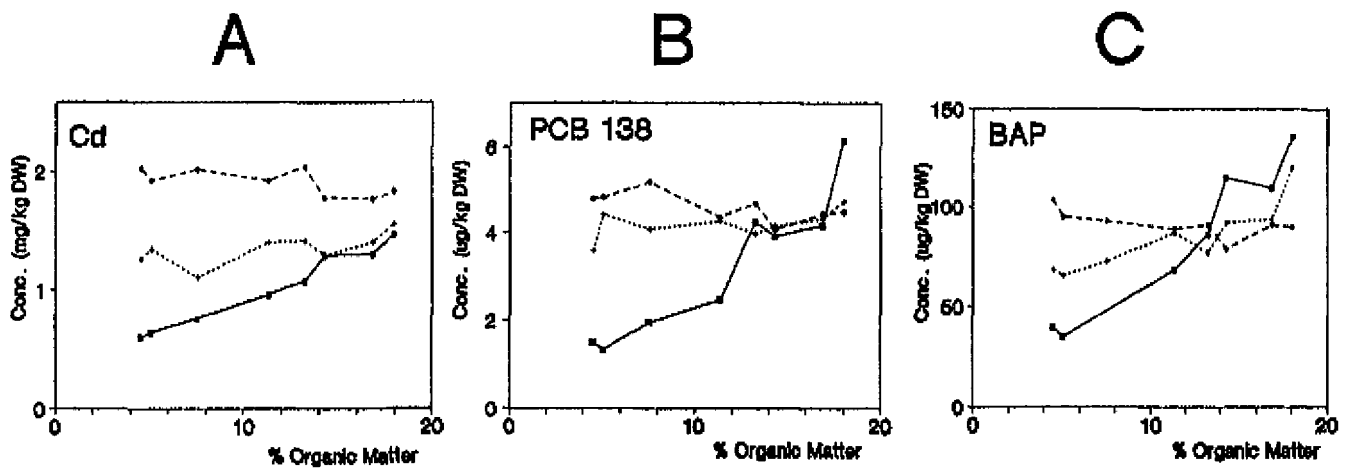 A
B
C
Cd
PCB 138
BAP
Conc. (mg/kg DW)
2
1
0
0
10
20
% Organic Matter
Conc. (ug/kg DW)
6
4
2
0
0
10
20
% Organic Matter
Conc. (ug/kg DW)
150
100
50
0
0
10
20
% Organic Matter